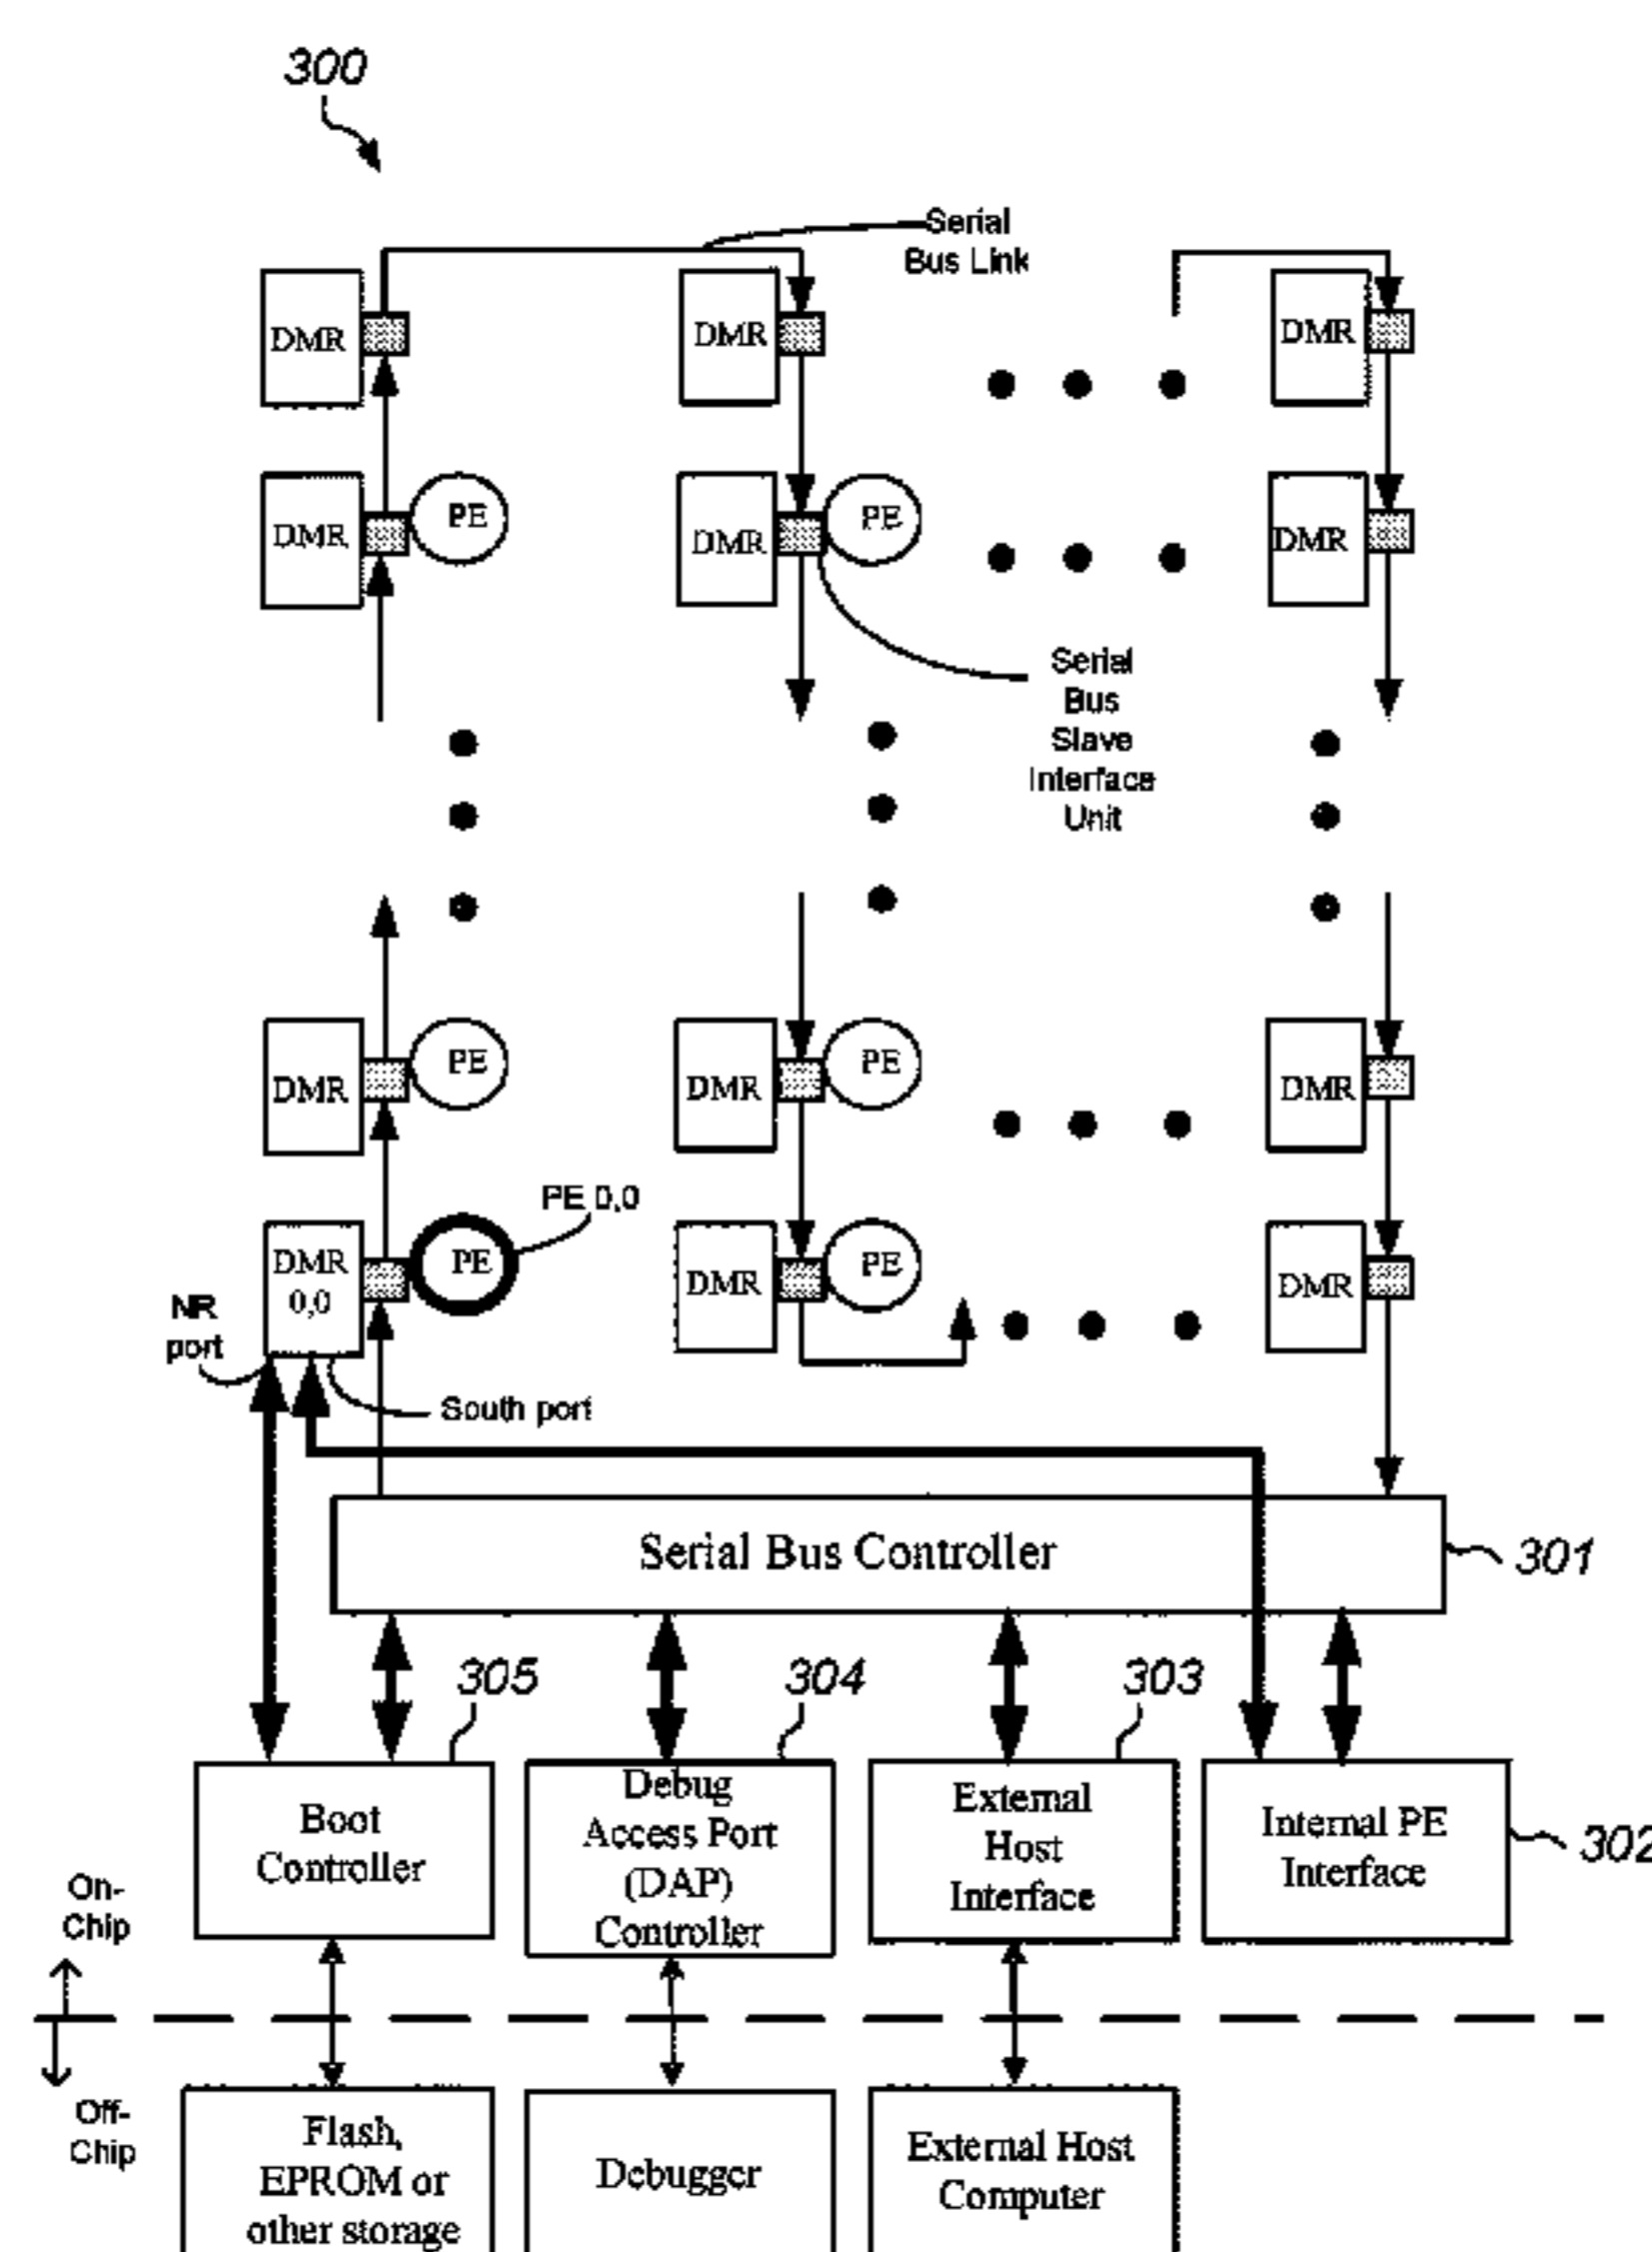 300
Serial
Bus Link
DMR
DMR
DMR
DMR
PE
DMR
PE
DMR
Serial
Bus
Slave
Interface
Unit
DMR
PE
DMR
PE
DMR
PE 0,0
DMR
0,0
PE
DMR
PE
DMR
NR
port
South port
Serial Bus Controller
301
305
304
303
Boot
Controller
Debug
Access Port
(DAP)
Controller
External
Host
Interface
Internal PE
Interface
302
On-
Chip
Off-
Chip
Flash,
EPROM or
other storage
Debugger
External Host
Computer